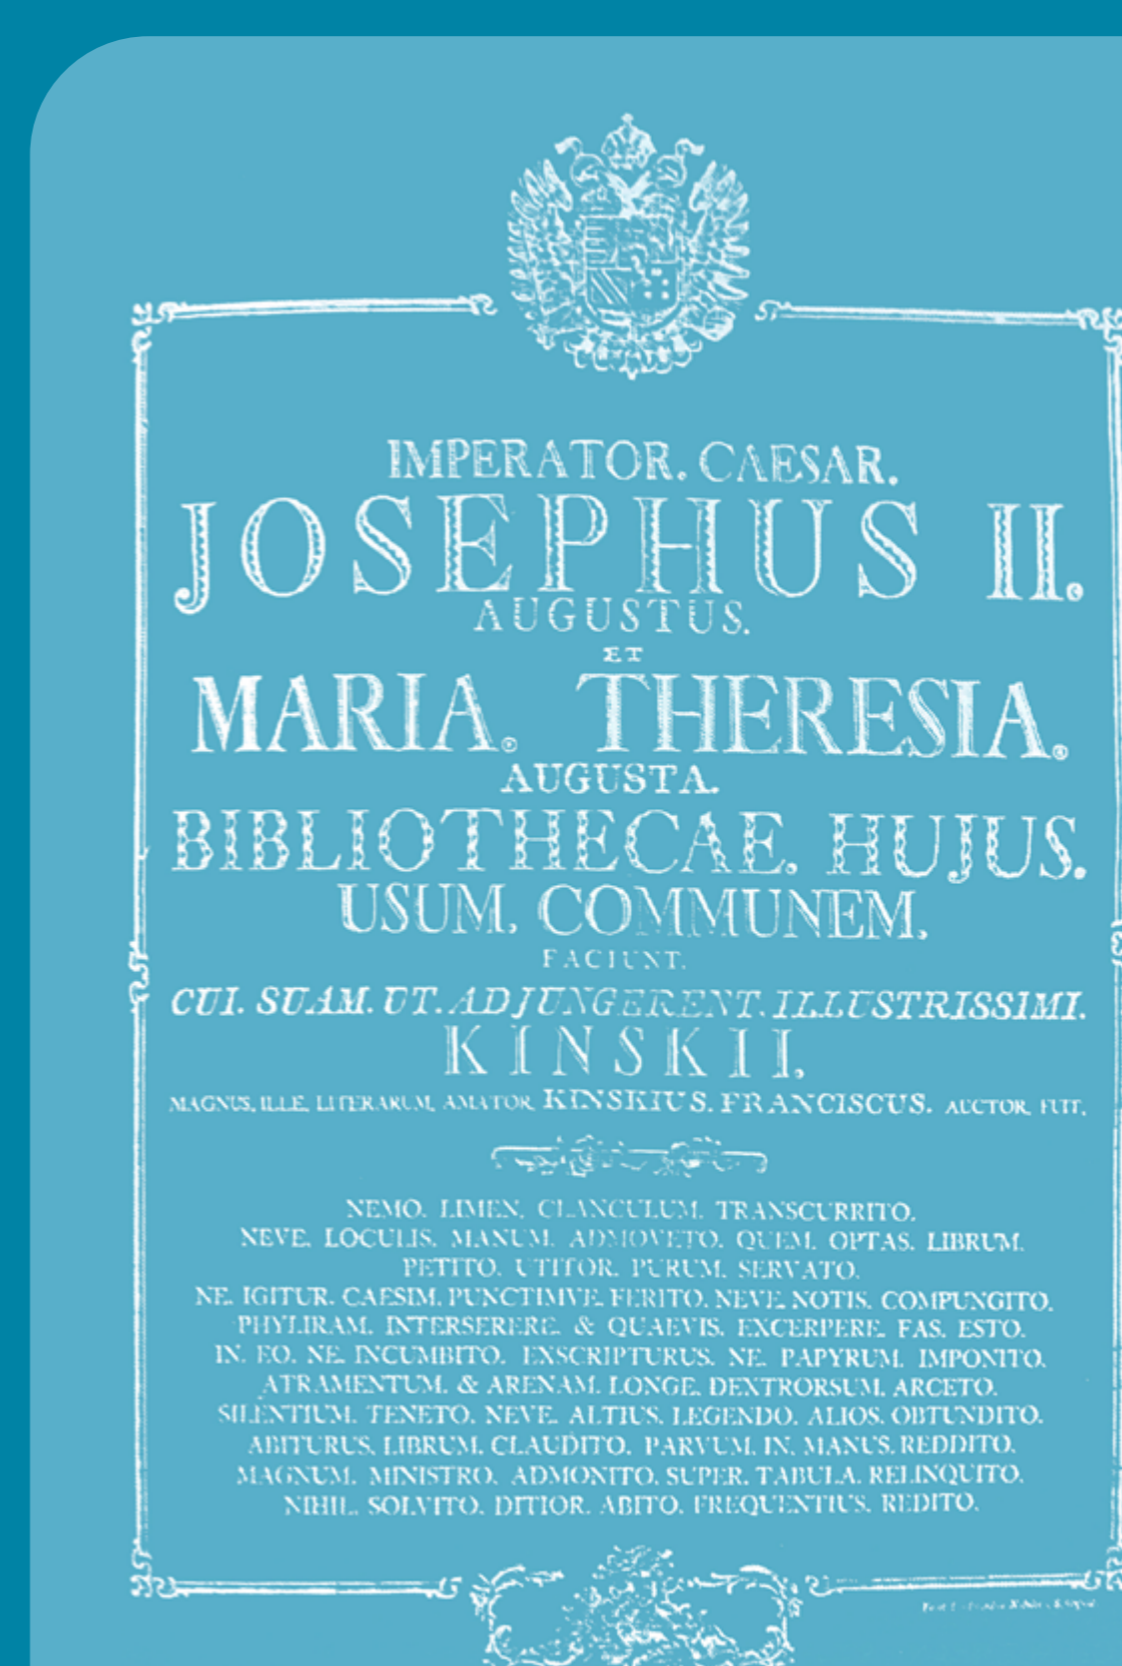 IMPERATOR. CAESAR.
JOSEPHUS II.
AUGUSTUS.
ET
MARIA. THERESIA.
AUGUSTA.
BIBLIOTHECAE. HUJUS.
USUM. COMMUNEM.
FACIUNT.
CUI. SUAM. UT. ADJUNGERENT. ILLUSTRISSIMI.
KINSKII.
MAGNUS. ILLE. LITERARUM. AMATOR. KINSKIUS. FRANCISCUS. AUCTOR. FUIT.
NEMO. LIMEN. CLANCULUM. TRANSCURRITO.
NEVE. LOCULIS. MANUM. ADMOVETO. QUEM. OPTAS. LIBRUM.
PETITO. UTITOR. PURUM. SERVATO.
NE. IGITUR. CAESIM. PUNCTIMVE. FERITO. NEVE. NOTIS. COMPUNGITO.
PHYLIRAM. INTERSERERE. & QUAEVIS. EXCERPERE. FAS. ESTO.
IN. EO. NE. INCUMBITO. EXSCRIPTURUS. NE. PAPYRUM. IMPONITO.
ATRAMENTUM. & ARENAM. LONGE. DEXTRORSUM. ARCETO.
SILENTIUM. TENETO. NEVE. ALTIUS. LEGENDO. ALIOS. OBTUNDITO.
ABITURUS. LIBRUM. CLAUDITO. PARVUM. IN. MANUS. REDDITO.
MAGNUM. MINISTRO. ADMONITO. SUPER. TABULA. RELINQUITO.
NIHIL. SOLVITO. DITIOR. ABITO. FREQUENTIUS. REDITO.